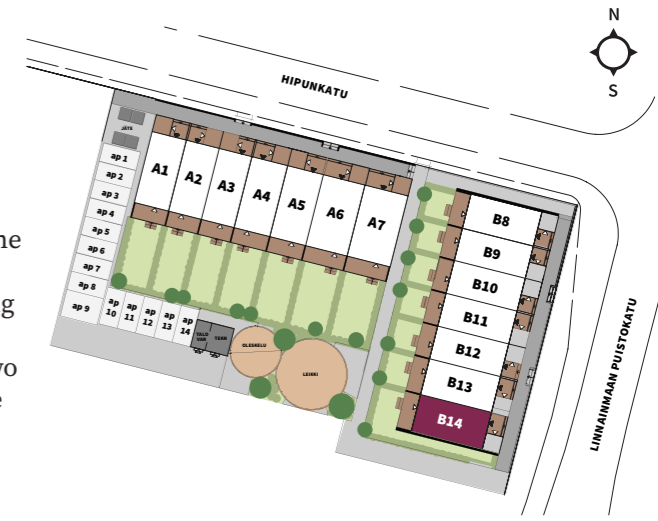 N
S
HIPUNKATU
LINNAINMAAN PUISTOKATU
JÄTE
ap 1
ap 2
ap 3
ap 4
ap 5
ap 6
ap 7
ap 8
ap 9
ap 10
ap 11
ap 12
ap 13
ap 14
A1
A2
A3
A4
A5
A6
A7
B8
B9
B10
B11
B12
B13
B14
TALO
VAR
TEKN
OLESKELU
LEIKKI